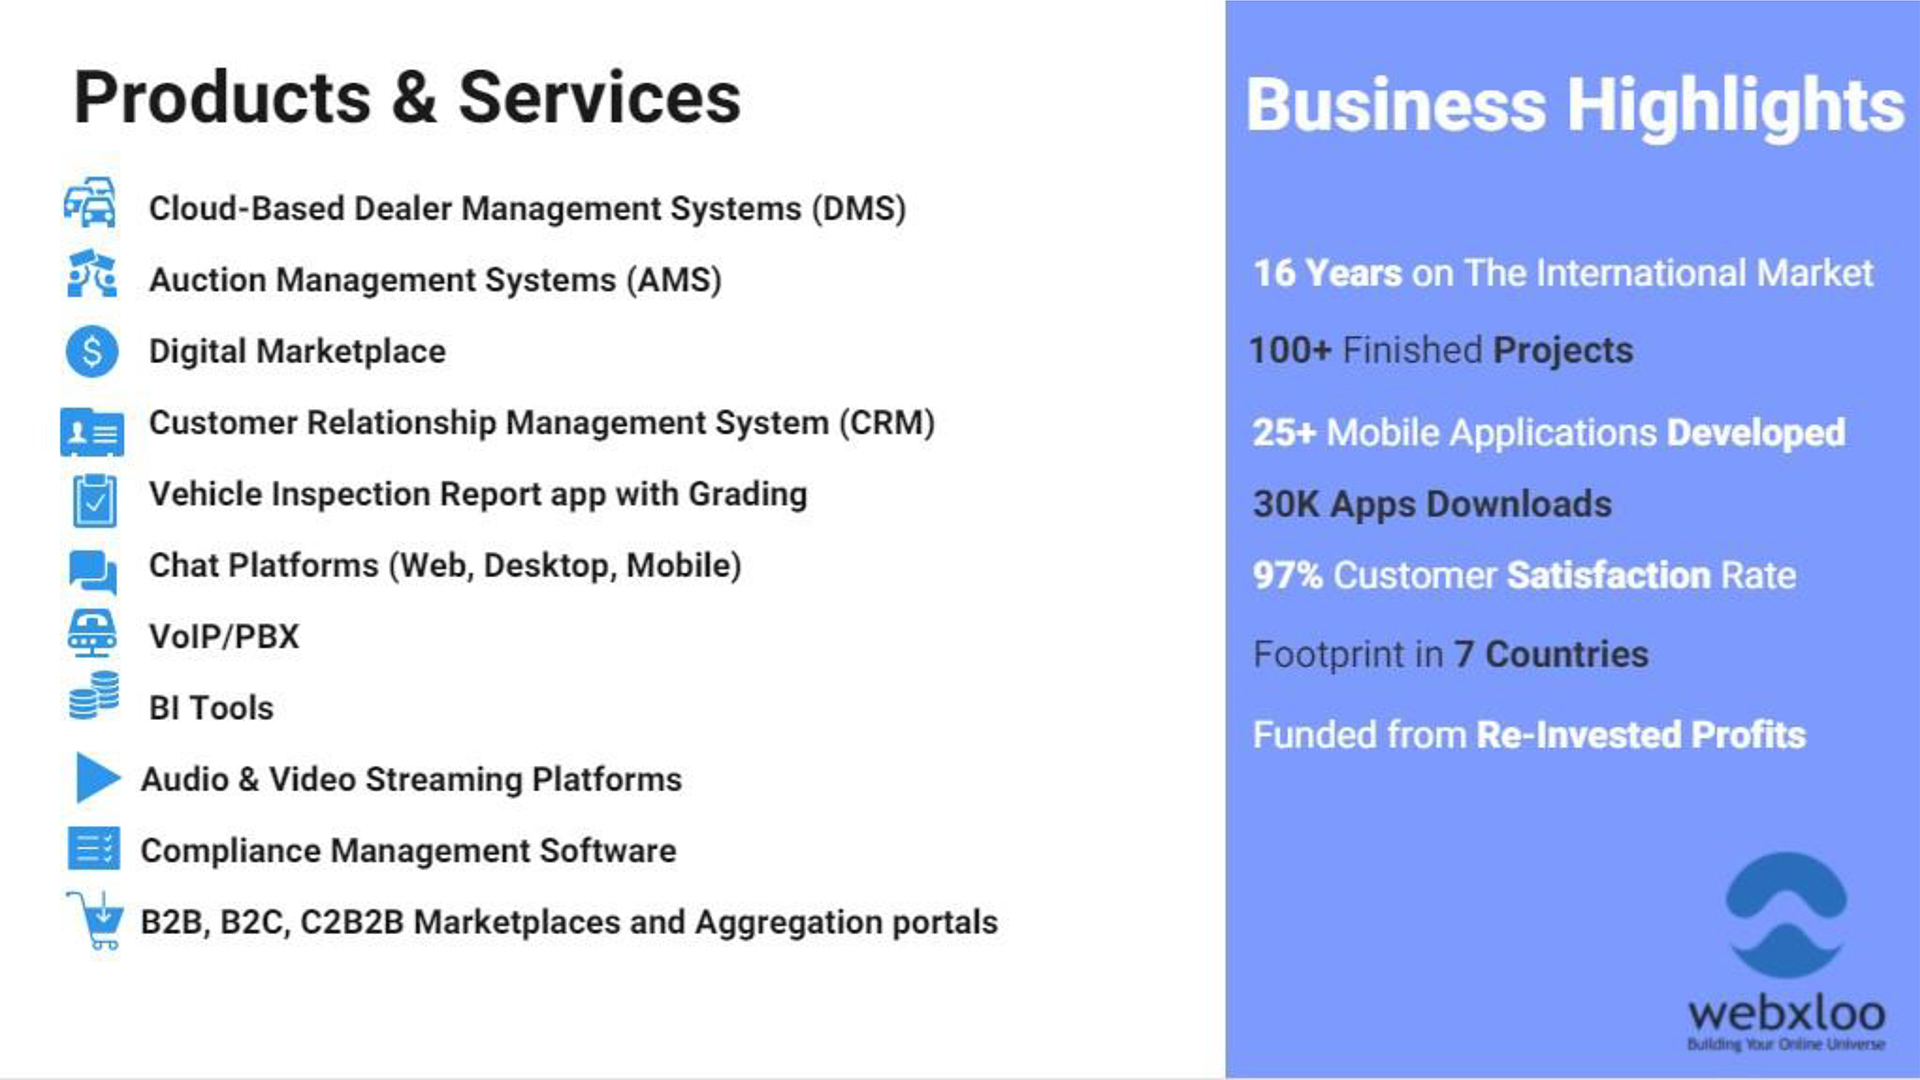 Products & Services
Cloud-Based Dealer Management Systems (DMS)
Auction Management Systems (AMS)
Digital Marketplace
Customer Relationship Management System (CRM)
Vehicle Inspection Report app with Grading
Chat Platforms (Web, Desktop, Mobile)
VoIP/PBX
BI Tools
Audio & Video Streaming Platforms
Compliance Management Software
B2B, B2C, C2B2B Marketplaces and Aggregation portals
Business Highlights
16 Years on The International Market
100+ Finished Projects
25+ Mobile Applications Developed
30K Apps Downloads
97% Customer Satisfaction Rate
Footprint in 7 Countries
Funded from Re-Invested Profits
webxloo
Building Your Online Universe